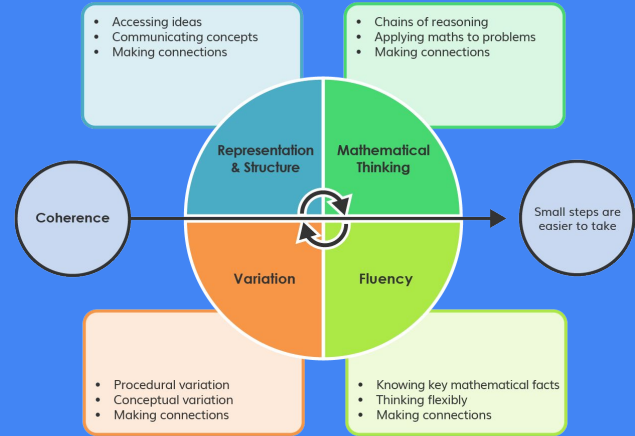 • Accessing ideas
• Communicating concepts
• Making connections
• Chains of reasoning
• Applying maths to problems
• Making connections
Representation
& Structure
Mathematical
Thinking
Coherence
Small steps are
easier to take
Variation
Fluency
• Procedural variation
• Conceptual variation
• Making connections
• Knowing key mathematical facts
• Thinking flexibly
• Making connections